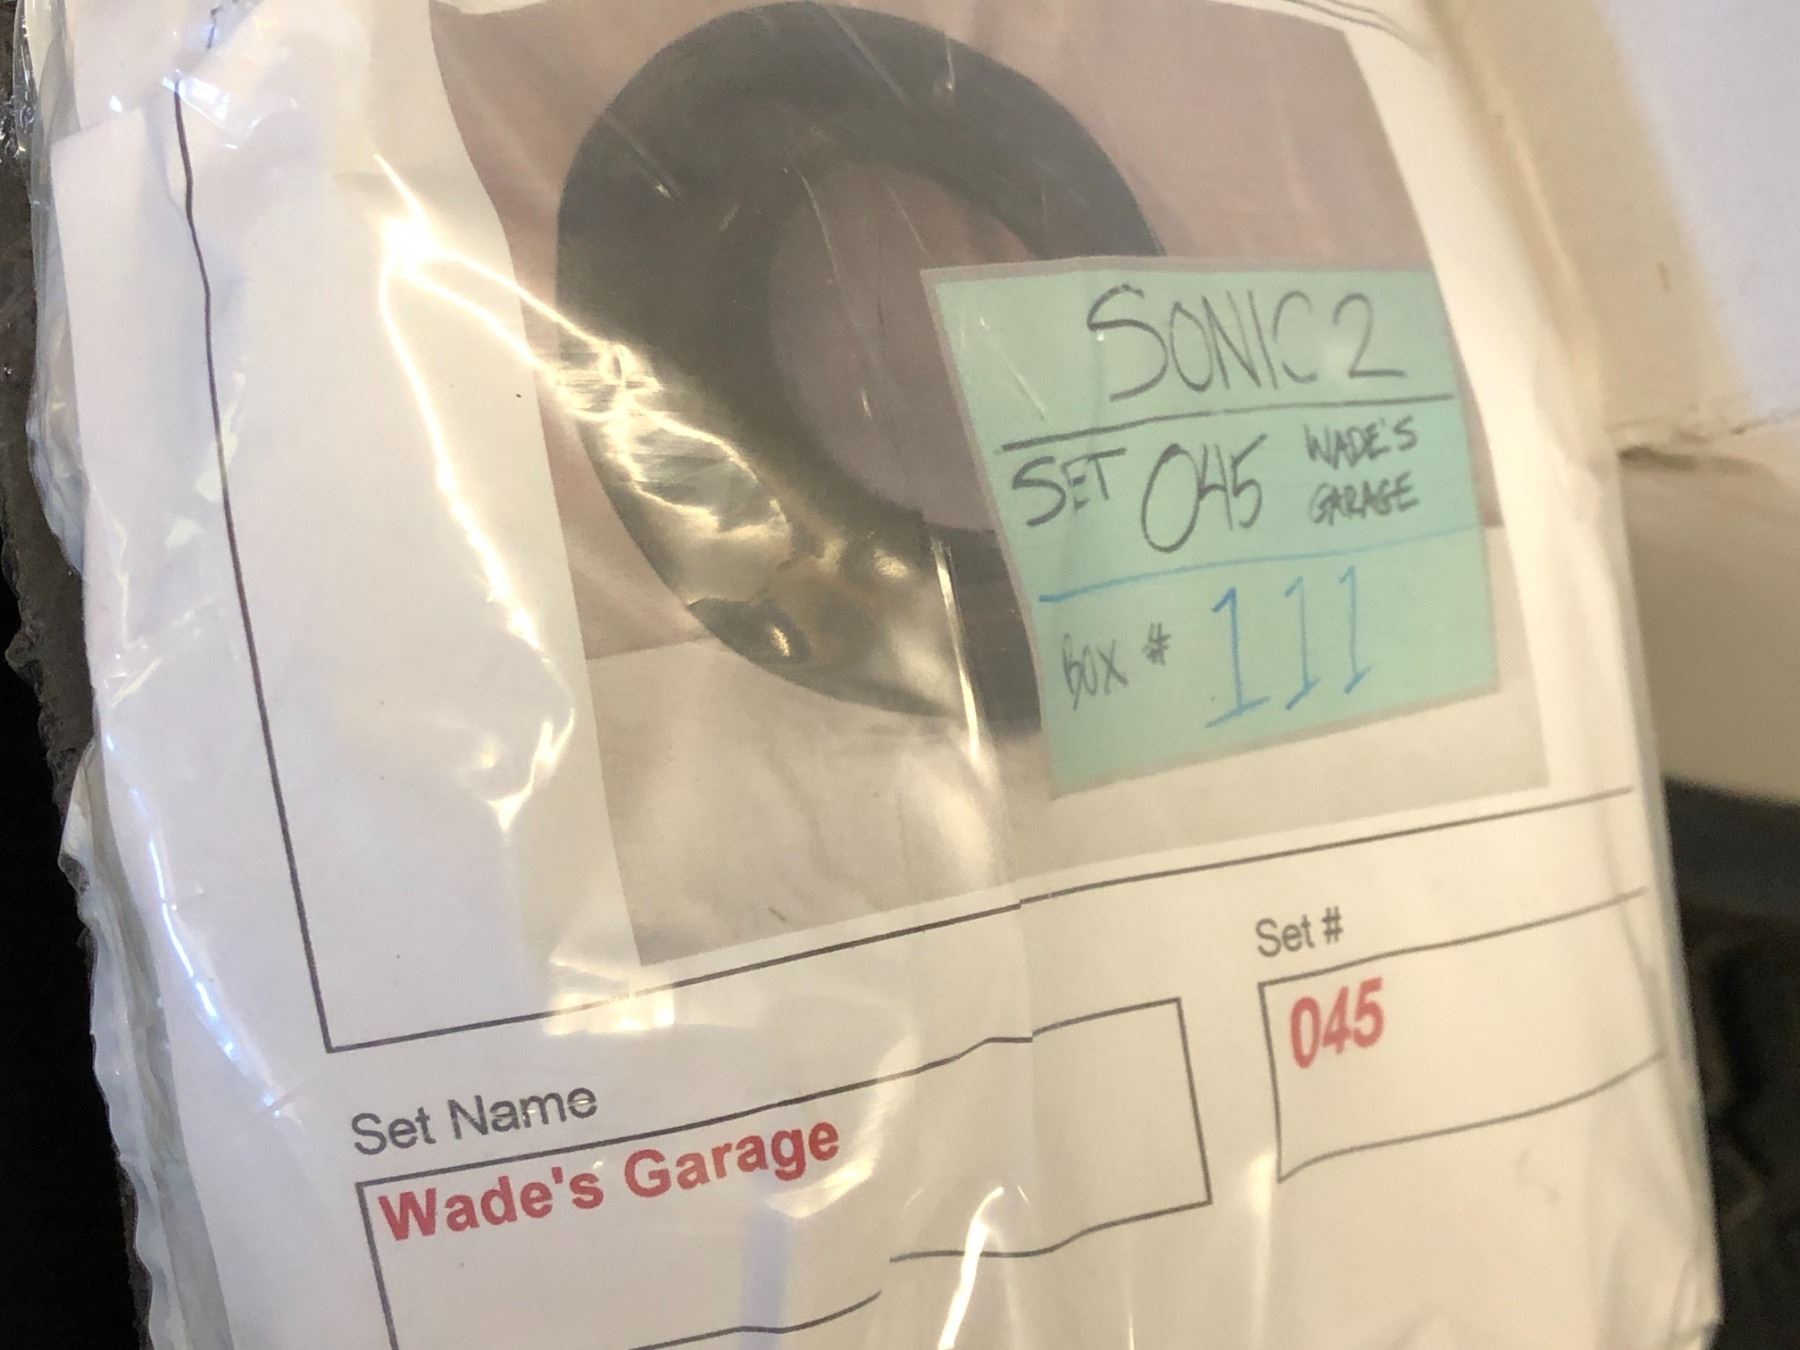 SONIC 2
SET 045 WADE'S GARAGE
BOX # 111
Set #
045
Set Name
Wade's Garage